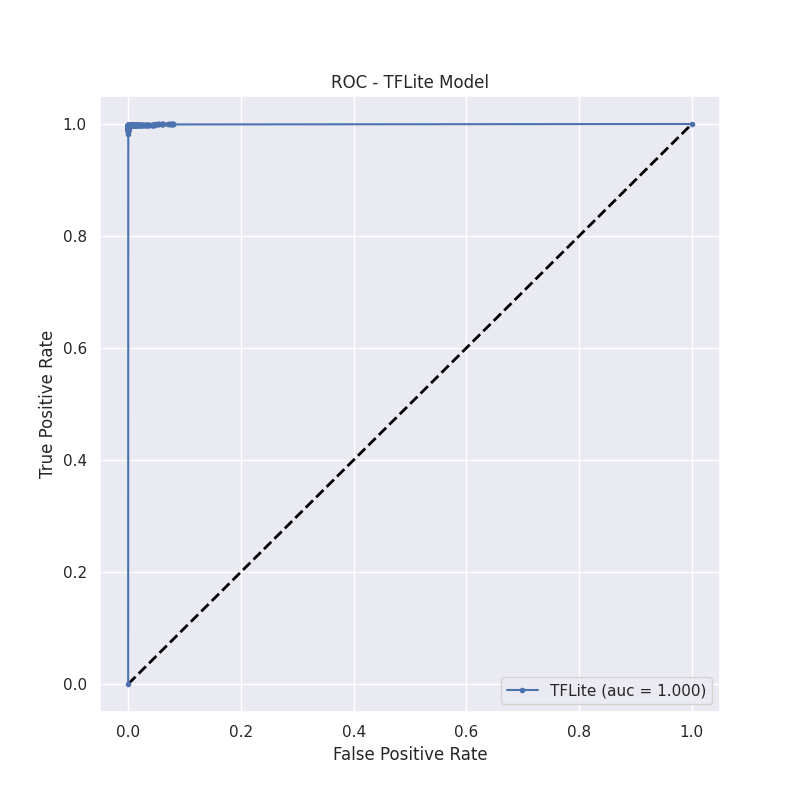 ROC - TFLite Model
True Positive Rate
1.0
0.8
0.6
0.4
0.2
0.0
TFLite (auc = 1.000)
0.0 0.2 0.4 0.6 0.8 1.0
False Positive Rate